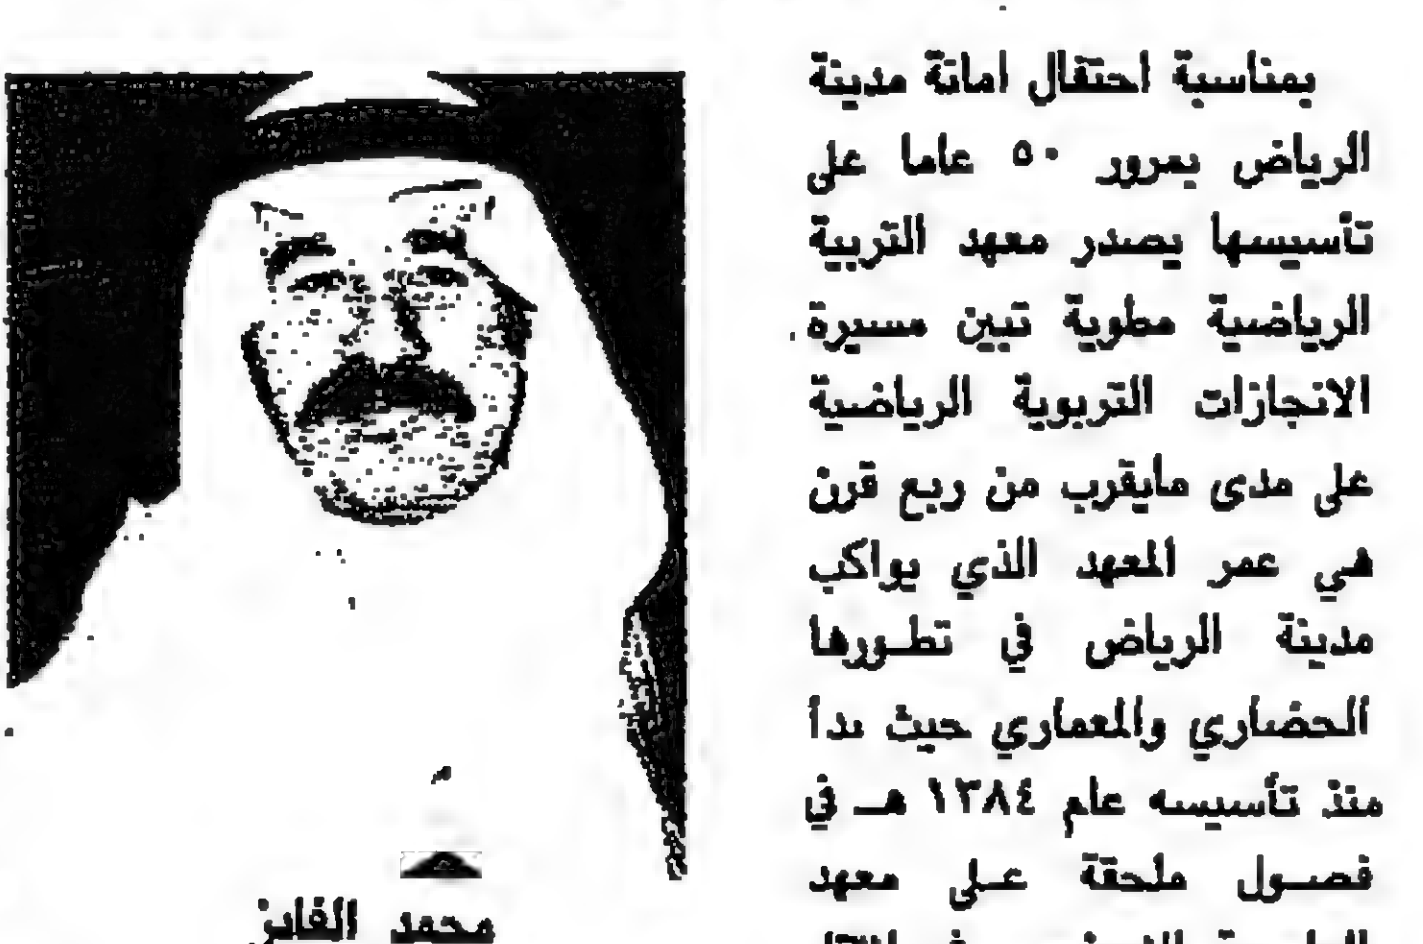 بمناسبة احتفال امانة مدينة
الرياض بمرور ٥٠ عاما على
تأسيسها يصدر معهد التربية
الرياضية مطوية تبين مسيرة
الانجازات التربوية الرياضية
على مدى مايقرب من ربع قرن
هي عمر المعهد الذي يواكب
مدينة الرياض في تطورها
الحضاري والمعماري حيث بدأ
منذ تأسيسه عام ١٣٨٤ هـ في
فصول ملحقة على معهد
محمد الفايز